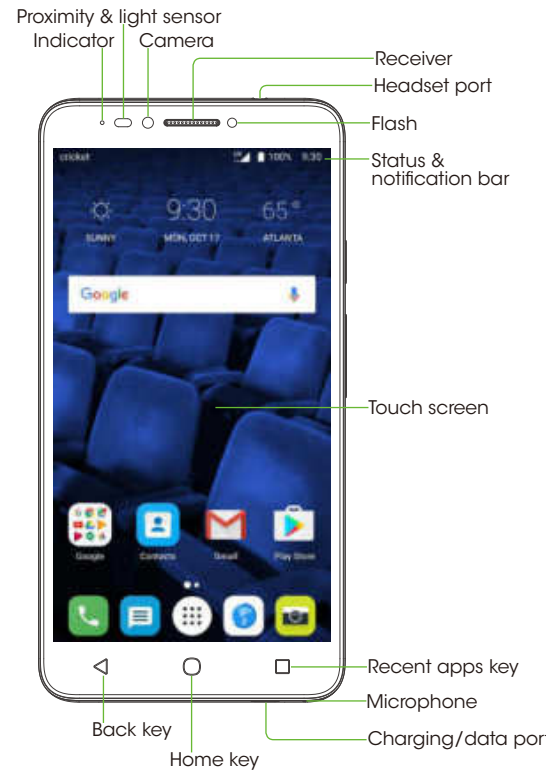 Proximity & light sensor
Indicator
Camera
Receiver
Headset port
Flash
cricket
100%
9:30
Status &
notification bar
9:30
65°
SUNNY
MON, OCT 17
ATLANTA
Google
Touch screen
Google
Contacts
Gmail
Play Store
Recent apps key
Microphone
Back key
Charging/data port
Home key